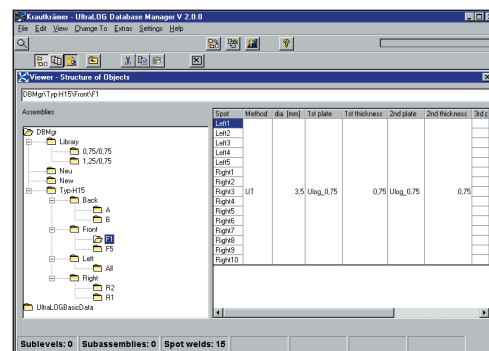 Krautkrämer - UltraLOG Database Manager V 2.0.0
File Edit View Change To Extras Settings Help
Viewer - Structure of Objects
DBMgr\Typ-H15\Front\F1
Assemblies
DBMgr
Library
0,75/0,75
1,25/0,75
Neu
New
Typ-H15
Back
A
B
Front
F1
F5
Left
All
Right
R2
R1
UltraLOGBasicData
Spot Method dia. [mm] 1st plate 1st thickness 2nd plate 2nd thickness 3rd p
Left1
Left2
Left3
Left4
Left5
Right1
Right2
Right3 UT 3,5 Ulog_0,75 0,75 Ulog_0,75 0,75
Right4
Right5
Right6
Right7
Right8
Right9
Right10
Sublevels: 0 Subassemblies: 0 Spot welds: 15